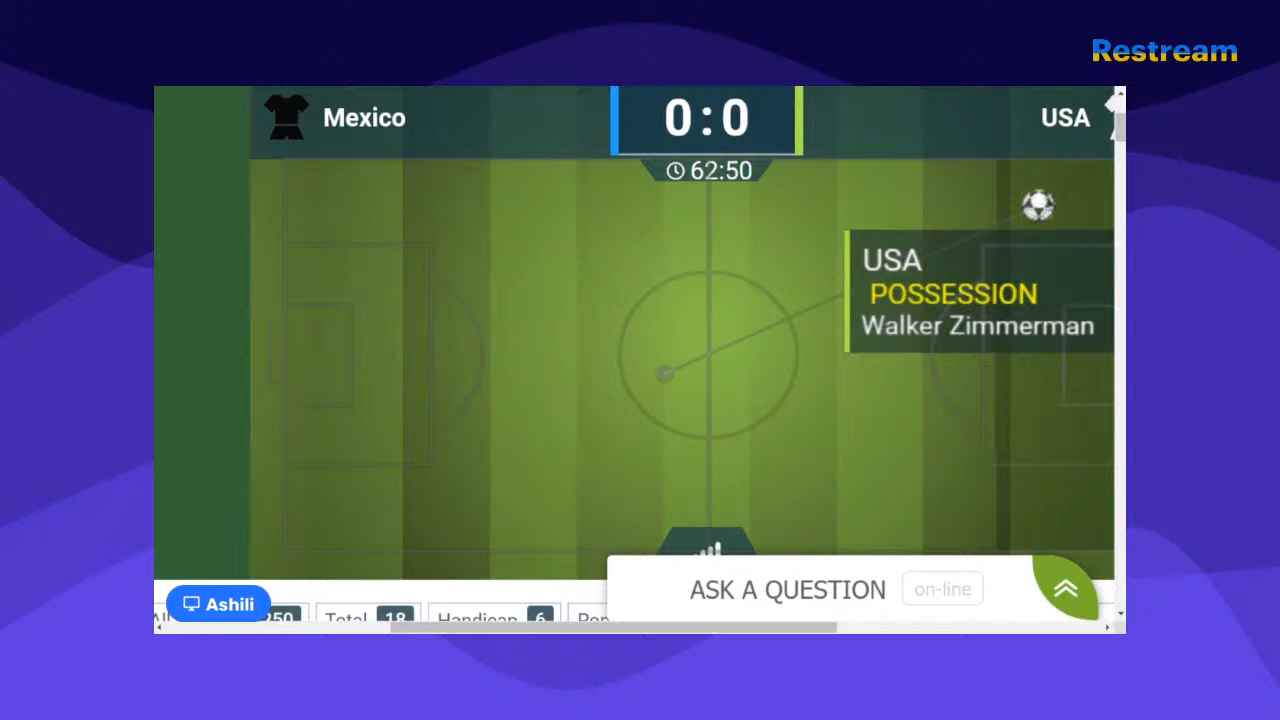 Restream
Mexico
0:0
USA
62:50
USA
POSSESSION
Walker Zimmerman
ASK A QUESTION
on-line
Ashili
Total 18
Handicap 6